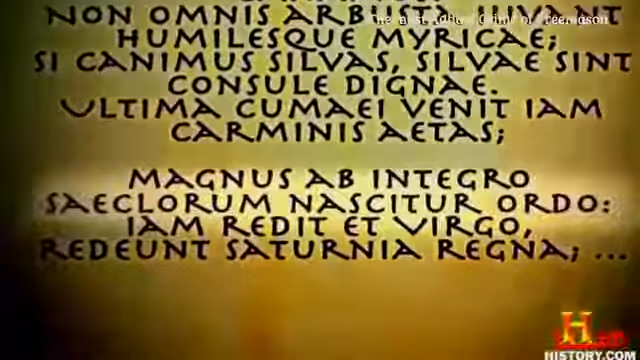 NON OMNIS ARBUSTA IUVANT
HUMILESQUE MYRICAE;
SI CANIMUS SILVAS, SILVAE SINT
CONSULE DIGNAE.
ULTIMA CUMAEI VENIT IAM
CARMINIS AETAS;
MAGNUS AB INTEGRO
SAECLORUM NASCITUR ORDO:
IAM REDIT ET VIRGO,
REDEUNT SATURNIA REGNA; ...
H
HISTORY.COM